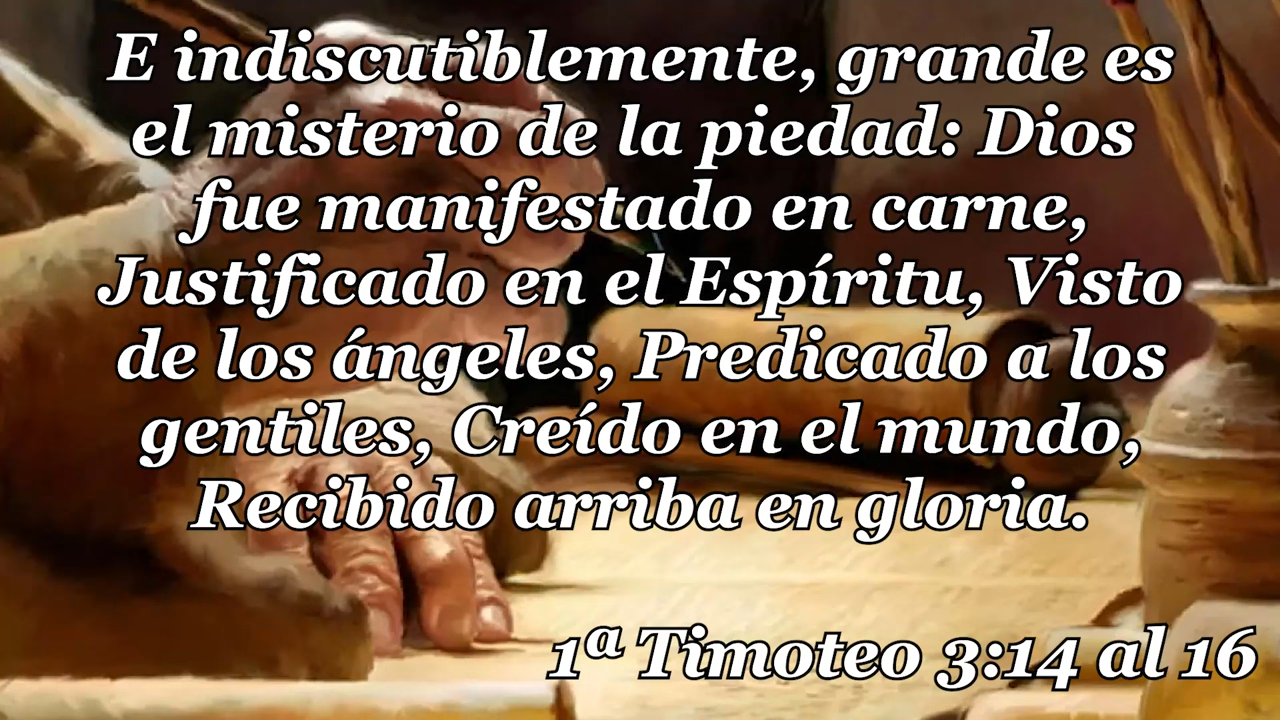 E indiscutiblemente, grande es
el misterio de la piedad: Dios
fue manifestado en carne,
Justificado en el Espíritu, Visto
de los ángeles, Predicado a los
gentiles, Creído en el mundo,
Recibido arriba en gloria.
1ª Timoteo 3:14 al 16